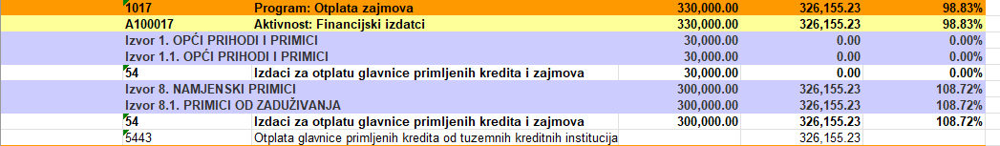 1017 Program: Otplata zajmova 330,000.00 326,155.23 98.83%
A100017 Aktivnost: Financijski izdatci 330,000.00 326,155.23 98.83%
Izvor 1. OPĆI PRIHODI I PRIMICI 30,000.00 0.00 0.00%
Izvor 1.1. OPĆI PRIHODI I PRIMICI 30,000.00 0.00 0.00%
54 Izdaci za otplatu glavnice primljenih kredita i zajmova 30,000.00 0.00 0.00%
Izvor 8. NAMJENSKI PRIMICI 300,000.00 326,155.23 108.72%
Izvor 8.1. PRIMICI OD ZADUŽIVANJA 300,000.00 326,155.23 108.72%
54 Izdaci za otplatu glavnice primljenih kredita i zajmova 300,000.00 326,155.23 108.72%
5443 Otplata glavnice primljenih kredita od tuzemnih kreditnih institucija 326,155.23